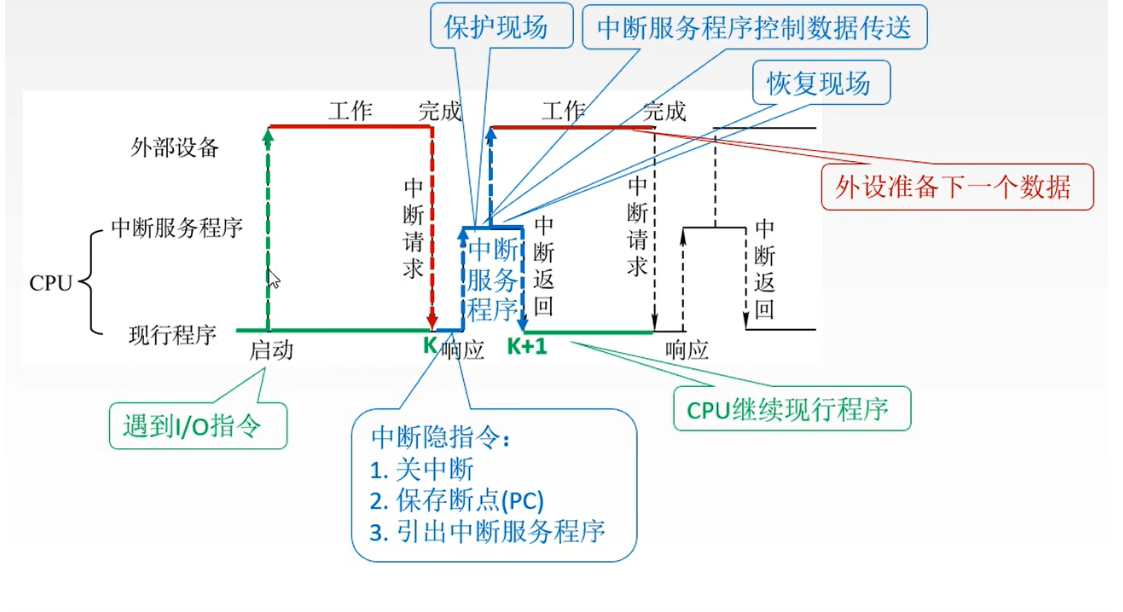 保护现场
中断服务程序控制数据传送
恢复现场
工作
完成
工作
完成
外部设备
外设准备下一个数据
中断请求
中断请求
中断服务程序
中断服务程序
中断返回
中断返回
CPU
现行程序
启动
K
响应
K+1
响应
遇到I/O指令
CPU继续现行程序
中断隐指令：
1. 关中断
2. 保存断点(PC)
3. 引出中断服务程序